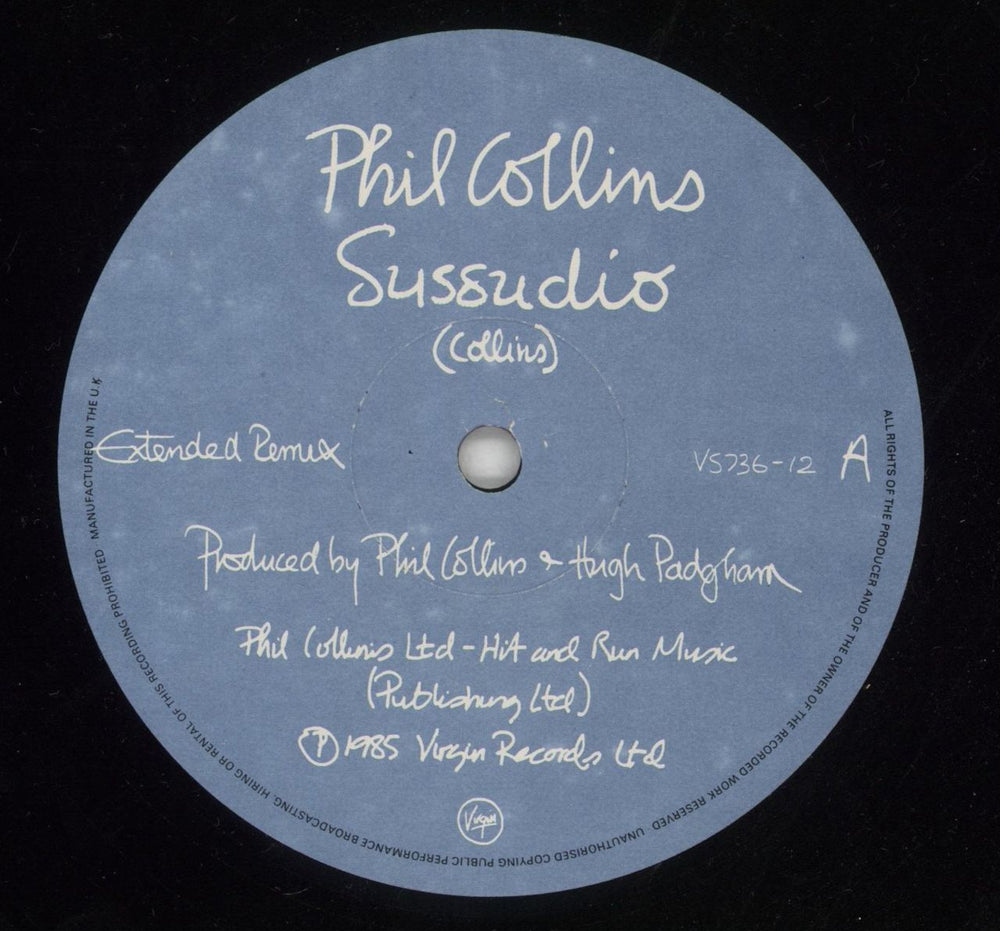 Phil Collins
Sussudio
(Collins)
Extended Remix
VS736-12 A
Produced by Phil Collins & Hugh Padgham
Phil Collins Ltd - Hit and Run Music
(Publishing Ltd)
Ⓟ 1985 Virgin Records Ltd
Virgin
ALL RIGHTS OF THE PRODUCER AND OF THE OWNER OF THE RECORDED WORK RESERVED UNAUTHORISED COPYING PUBLIC PERFORMANCE BROADCASTING, HIRING OR RENTAL OF THIS RECORDING PROHIBITED MANUFACTURED IN THE U.K